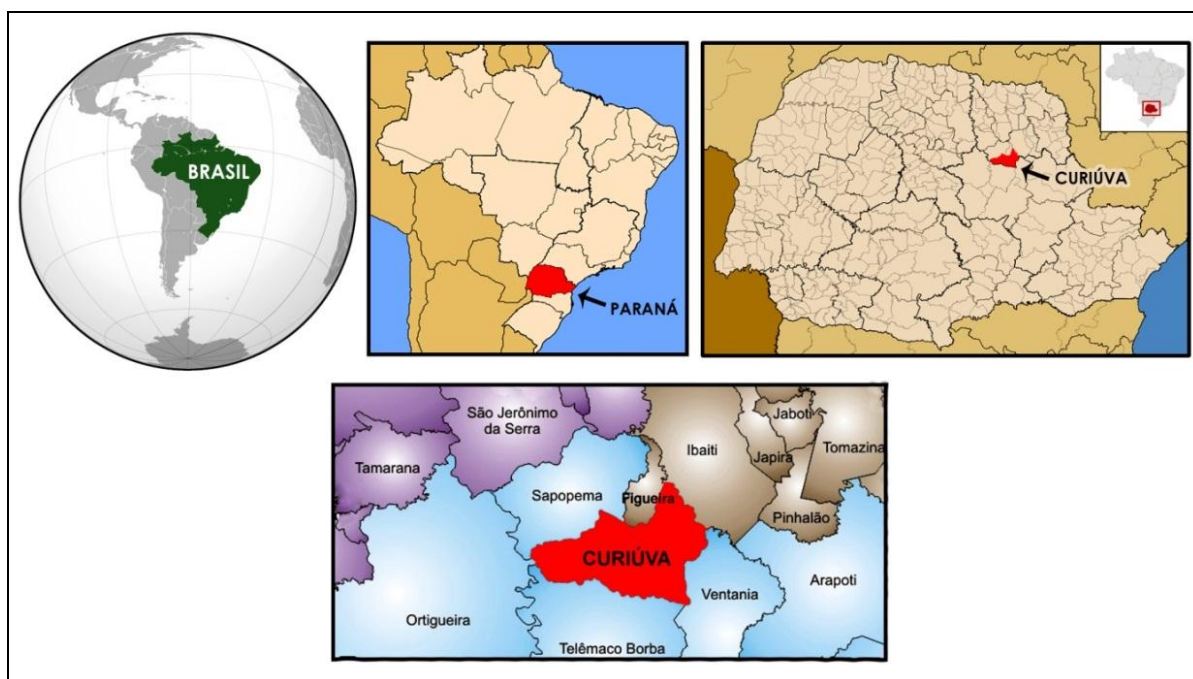 BRASIL
PARANÁ
CURIÚVA
São Jerônimo
da Serra
Tamarana
Sapopema
Figueira
Ibaiti
Jaboti
Japira
Tomazina
Pinhalão
CURIÚVA
Ortigueira
Telêmaco Borba
Ventania
Arapoti